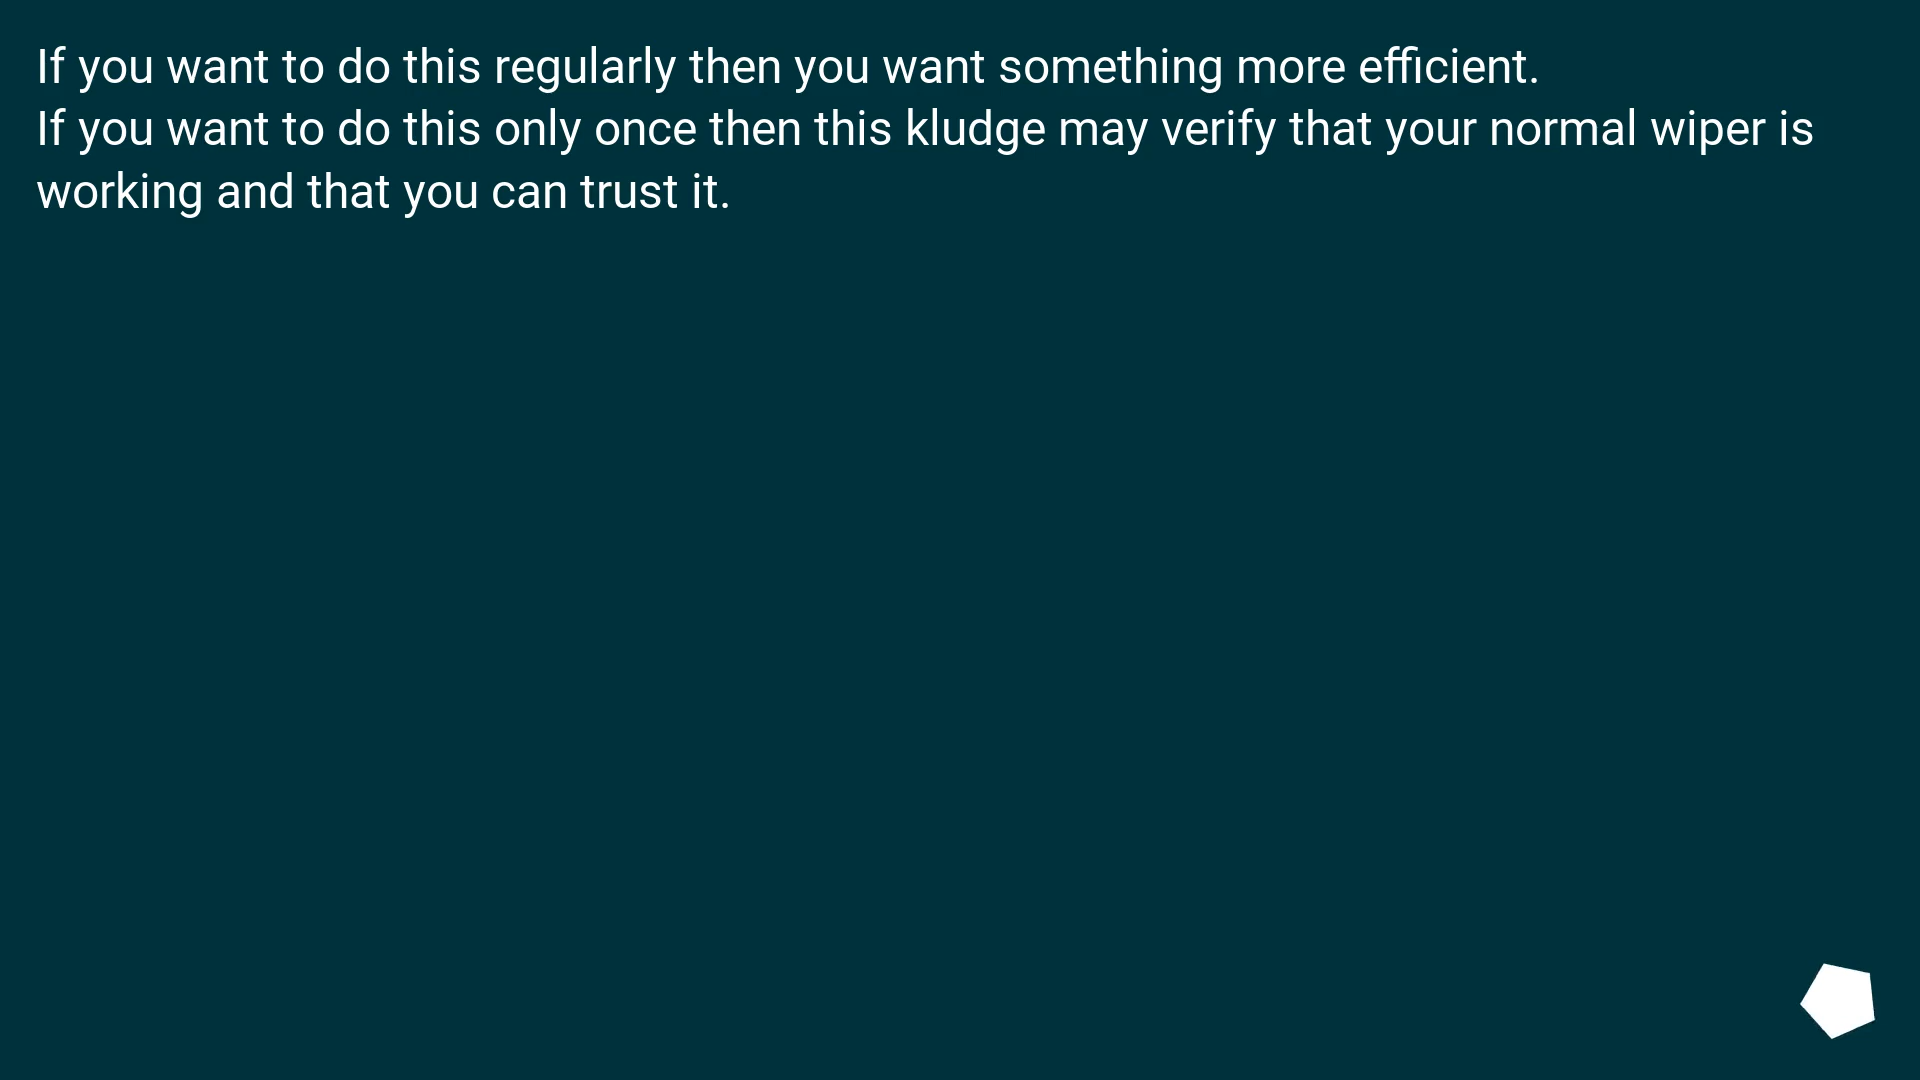 If you want to do this regularly then you want something more efficient.
If you want to do this only once then this kludge may verify that your normal wiper is
working and that you can trust it.